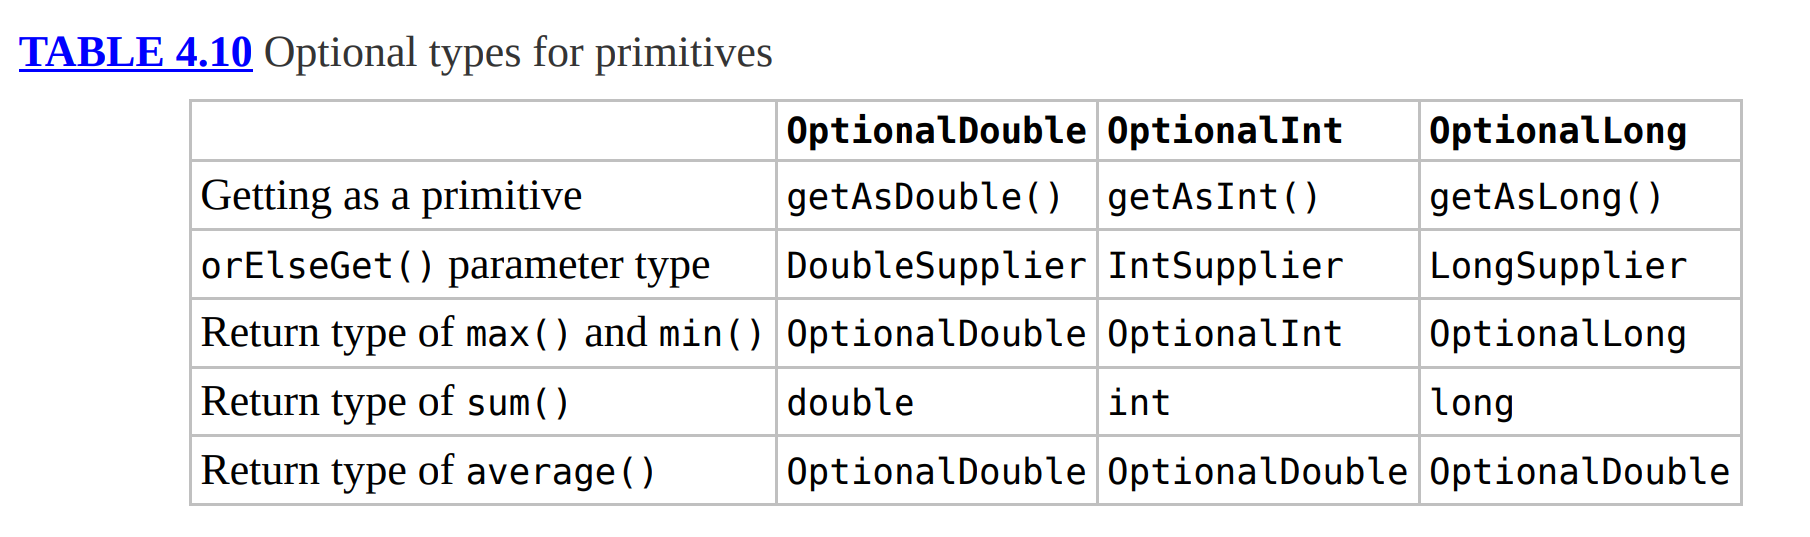 TABLE 4.10 Optional types for primitives
OptionalDouble OptionalInt OptionalLong
Getting as a primitive getAsDouble() getAsInt() getAsLong()
orElseGet() parameter type DoubleSupplier IntSupplier LongSupplier
Return type of max() and min() OptionalDouble OptionalInt OptionalLong
Return type of sum() double int long
Return type of average() OptionalDouble OptionalDouble OptionalDouble